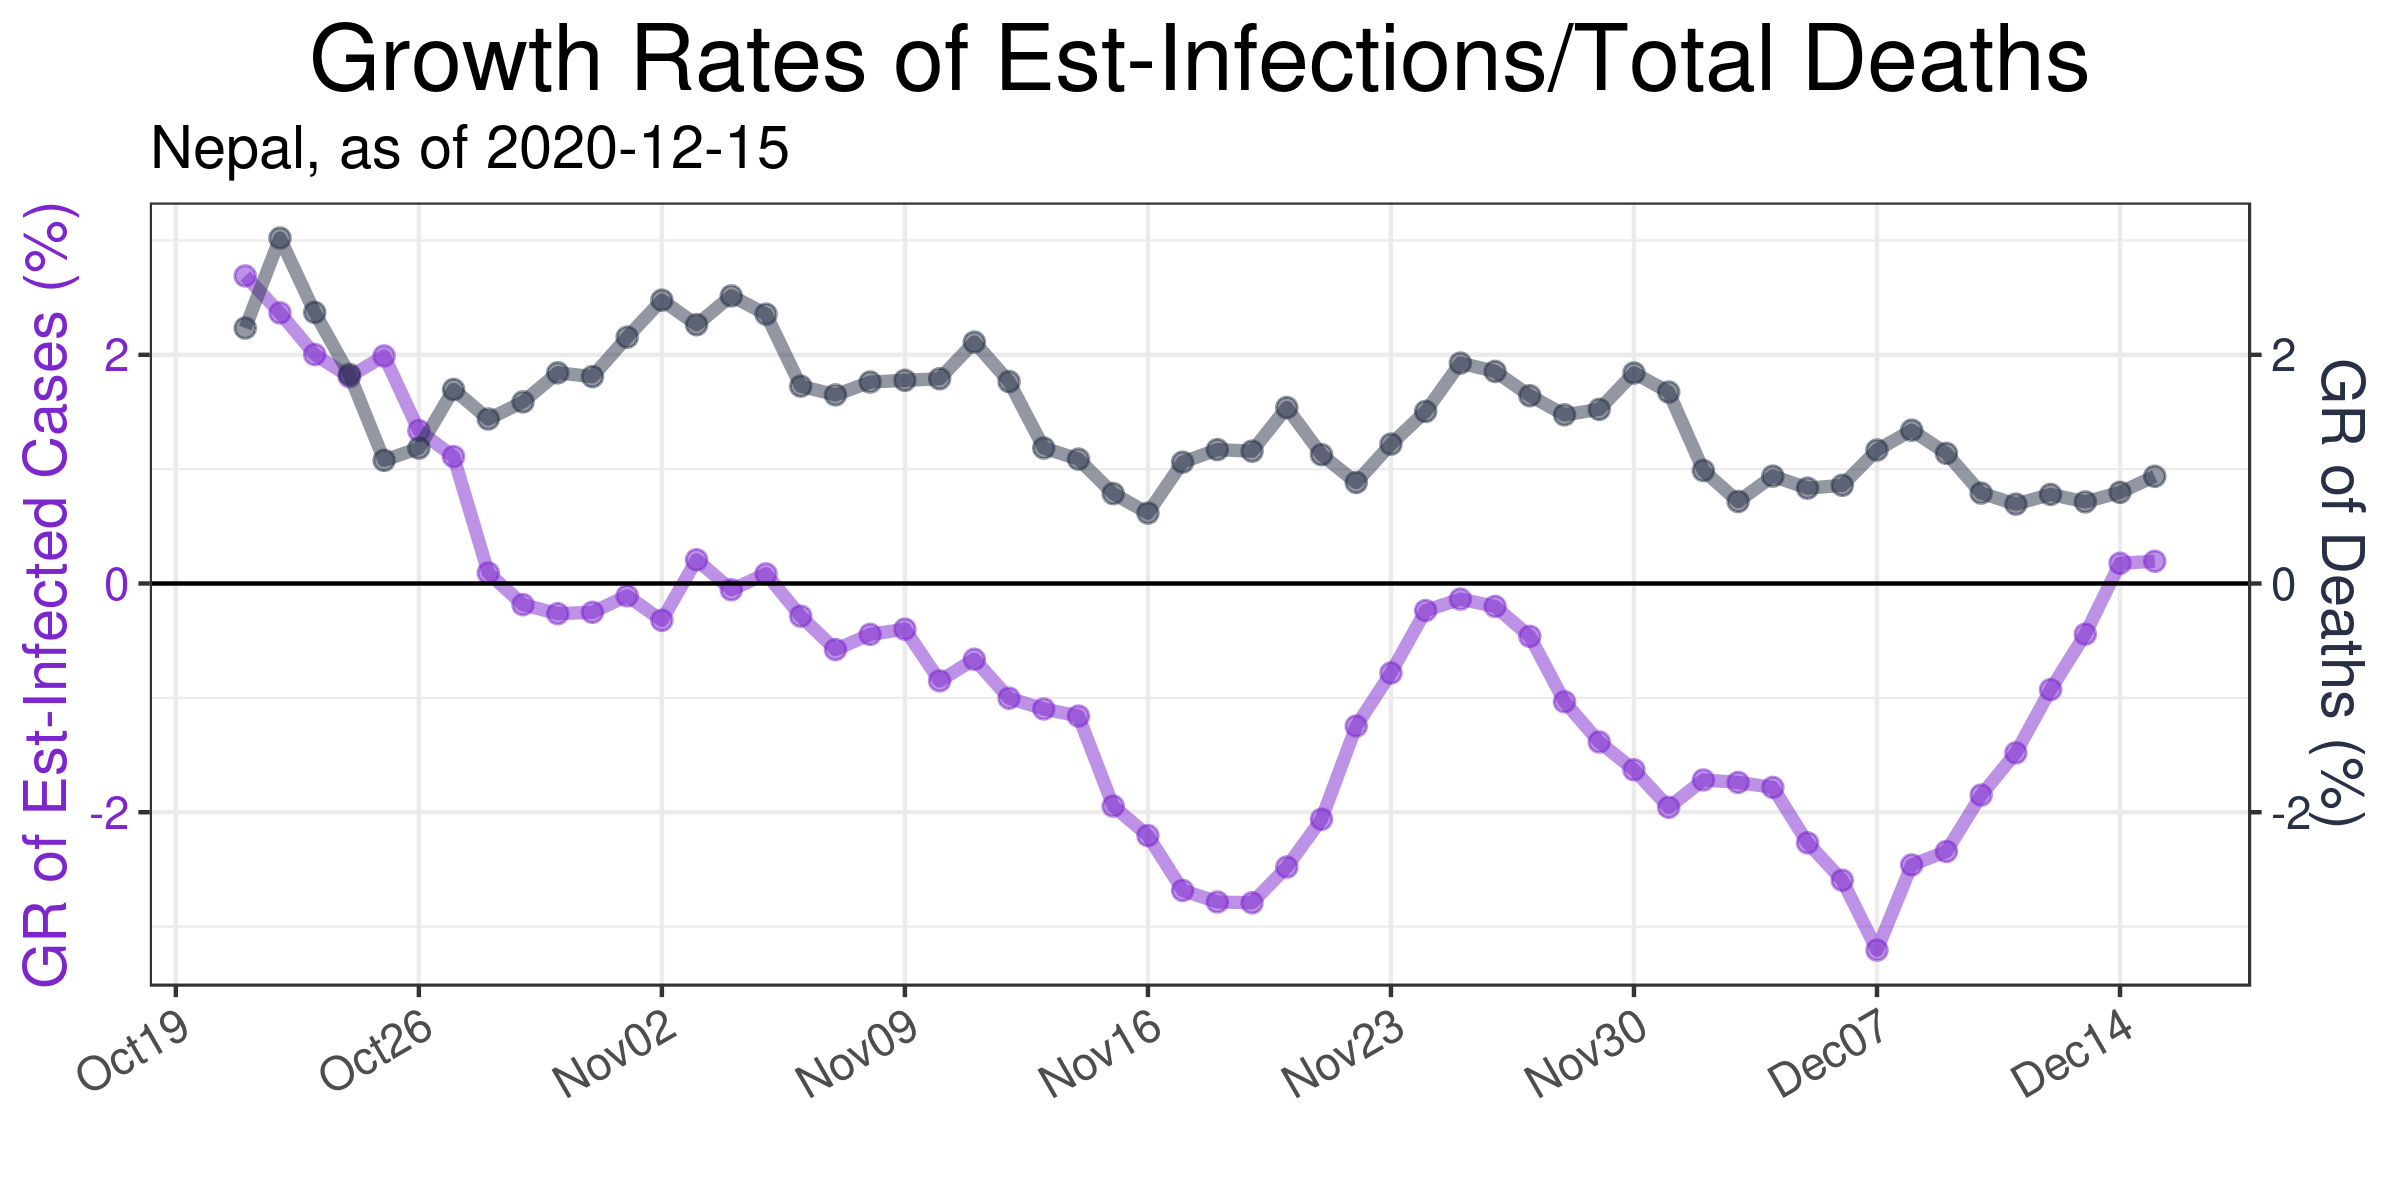 Growth Rates of Est-Infections/Total Deaths
Nepal, as of 2020-12-15
GR of Est-Infected Cases (%)
2
0
-2
2
0
-2
GR of Deaths (%)
Oct19
Oct26
Nov02
Nov09
Nov16
Nov23
Nov30
Dec07
Dec14